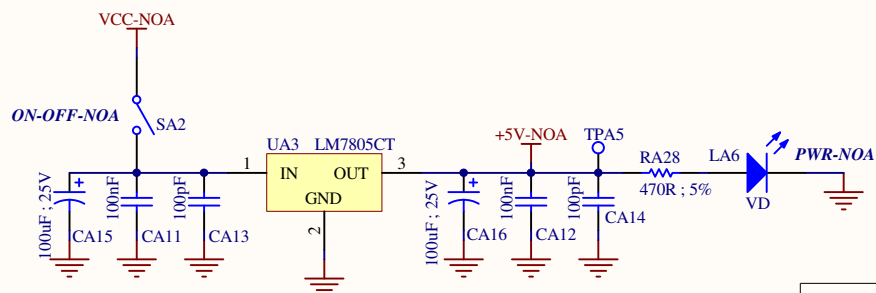 VCC-NOA
ON-OFF-NOA
SA2
UA3 LM7805CT
+5V-NOA
TPA5
1
IN OUT
GND
3
2
RA28
470R ; 5%
LA6
PWR-NOA
VD
100uF ; 25V
CA15
100nF
CA11
100pF
CA13
100uF ; 25V
CA16
100nF
CA12
100pF
CA14